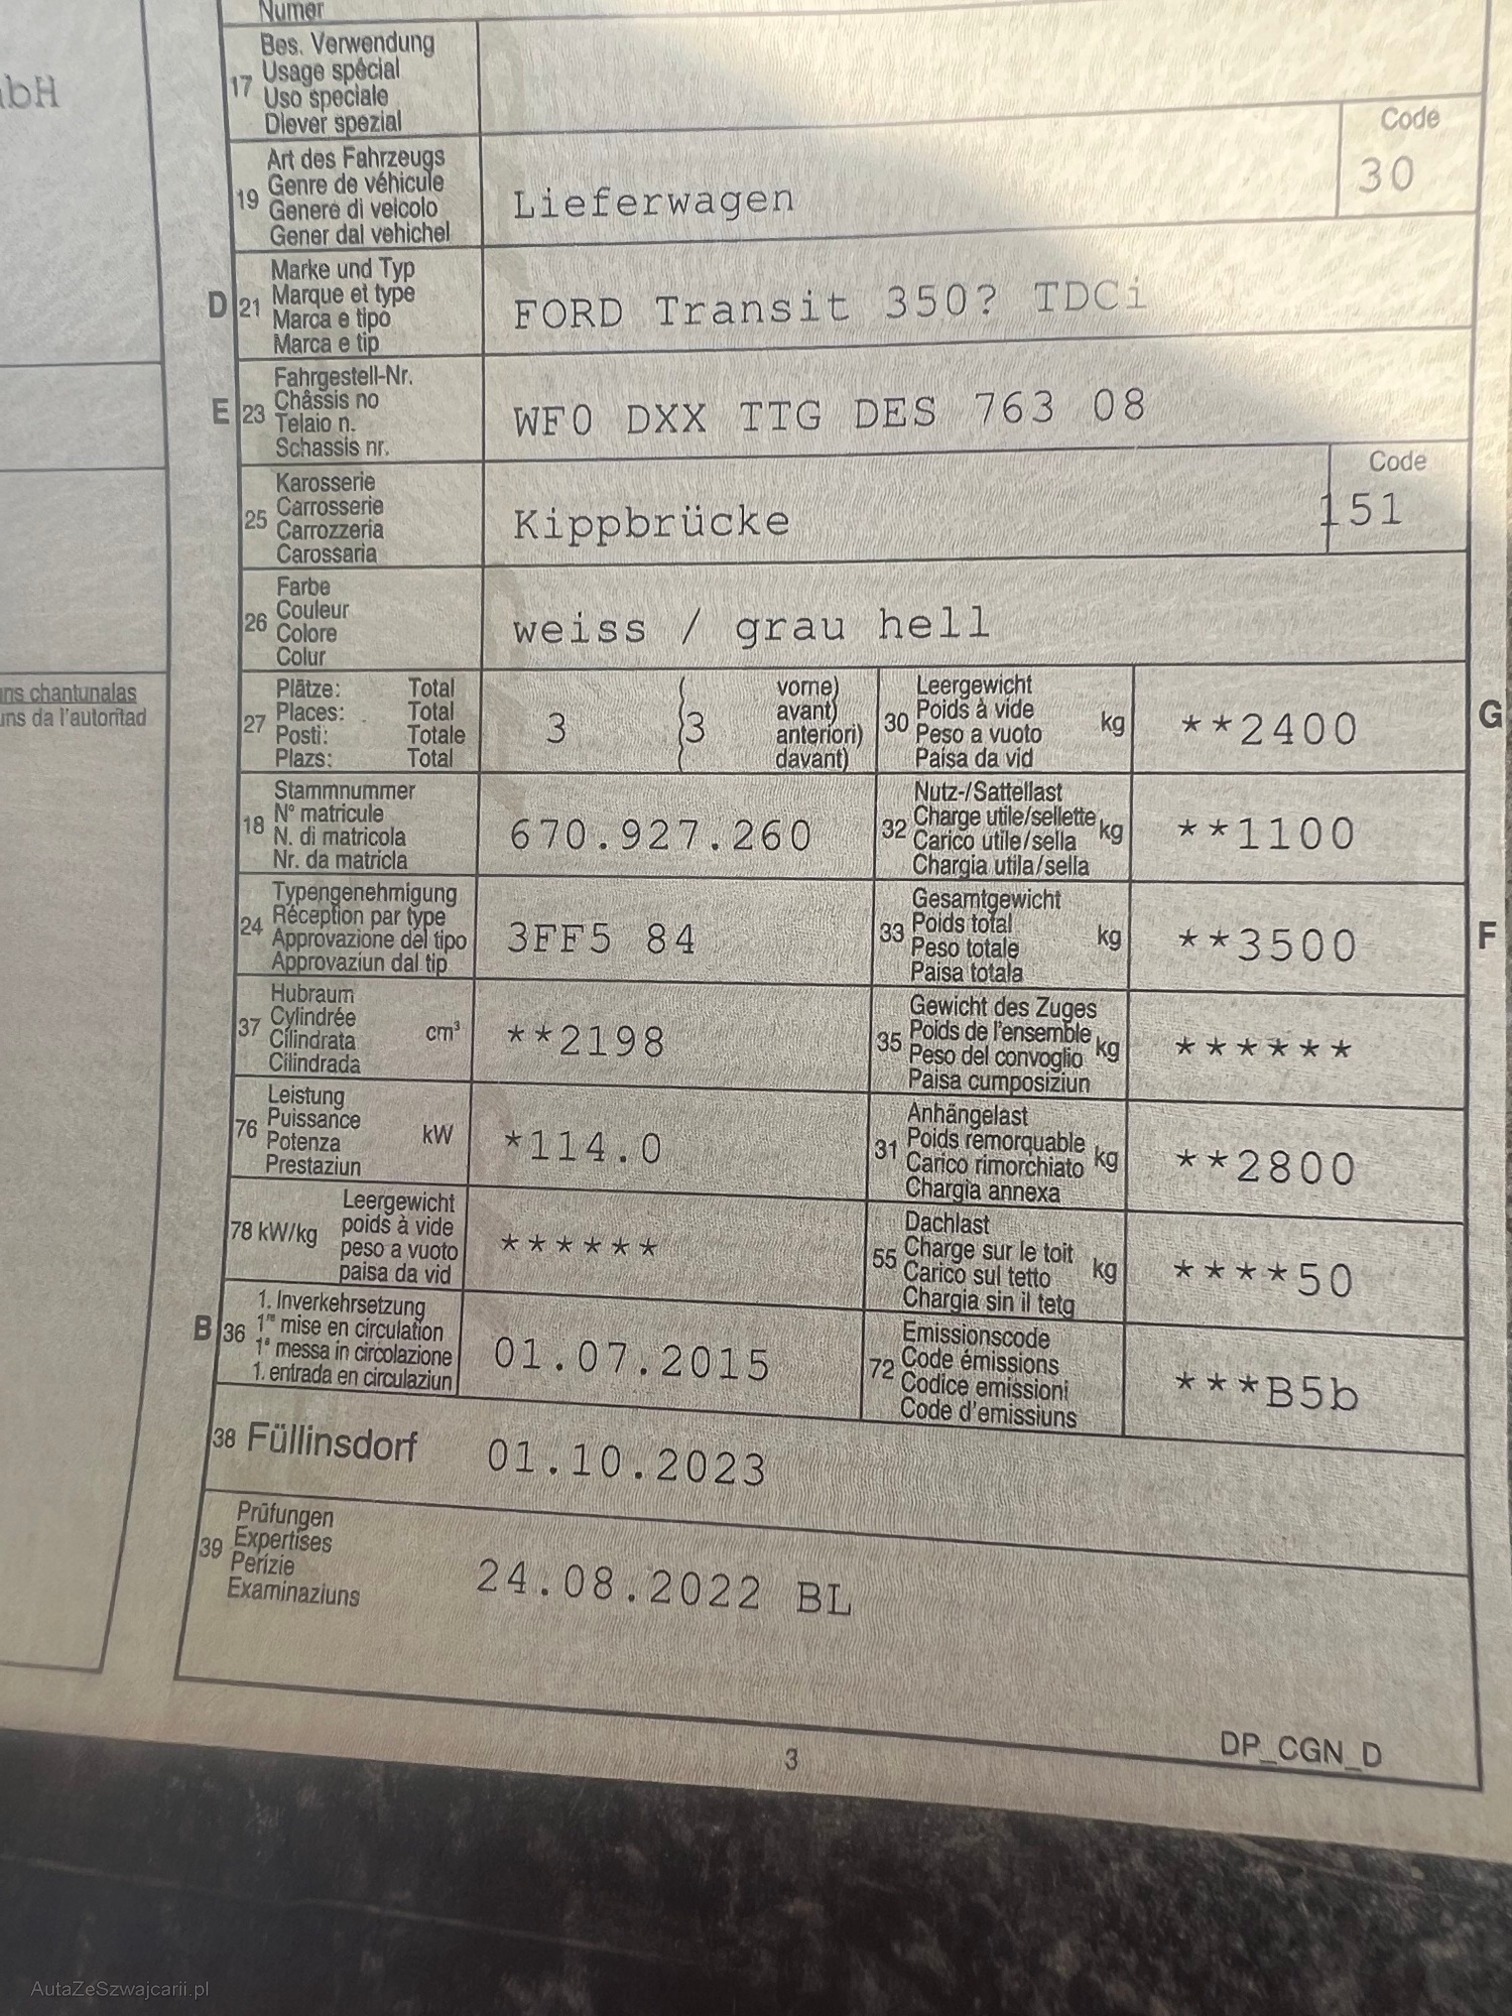 Numer
bH
17
Bes. Verwendung
Usage spécial
Uso speciale
Diever spezial
19
Art des Fahrzeugs
Genre de véhicule
Genere di veicolo
Gener dal vehichel
Lieferwagen
Code
30
D 21
Marke und Typ
Marque et type
Marca e tipo
Marca e tip
FORD Transit 350? TDCi
E 23
Fahrgestell-Nr.
Châssis no
Telaio n.
Schassis nr.
WF0 DXX TTG DES 763 08
25
Karosserie
Carrosserie
Carrozzeria
Carossaria
Kippbrücke
Code
151
26
Farbe
Couleur
Colore
Colur
weiss / grau hell
ns chantunalas
uns da l'autoritad
27
Plätze: Total
Places: Total
Posti: Totale
Plazs: Total
3 (3
vorne)
avant)
anteriori)
davant)
30
Leergewicht
Poids à vide
Peso a vuoto
Paisa da vid
kg
**2400
G
18
Stammnummer
N° matricule
N. di matricola
Nr. da matricla
670.927.260
32
Nutz-/Sattellast
Charge utile/sellette
Carico utile/sella
Chargia utila/sella
kg
**1100
24
Typengenehmigung
Réception par type
Approvazione del tipo
Approvaziun dal tip
3FF5 84
33
Gesamtgewicht
Poids total
Peso totale
Paisa totala
kg
**3500
F
37
Hubraum
Cylindrée
Cilindrata
Cilindrada
cm³
**2198
35
Gewicht des Zuges
Poids de l'ensemble
Peso del convoglio
Paisa cumposiziun
kg
******
76
Leistung
Puissance
Potenza
Prestaziun
kW
*114.0
31
Anhängelast
Poids remorquable
Carico rimorchiato
Chargia annexa
kg
**2800
78 kW/kg
Leergewicht
poids à vide
peso a vuoto
paisa da vid
******
55
Dachlast
Charge sur le toit
Carico sul tetto
Chargia sin il tetg
kg
****50
B 36
1. Inverkehrsetzung
1re mise en circulation
1a messa in circolazione
1. entrada en circulaziun
01.07.2015
72
Emissionscode
Code émissions
Codice emissioni
Code d'emissiuns
***B5b
38 Füllinsdorf 01.10.2023
39
Prüfungen
Expertises
Perizie
Examinaziuns
24.08.2022 BL
3
DP_CGN_D
AutaZeSzwajcarii.pl